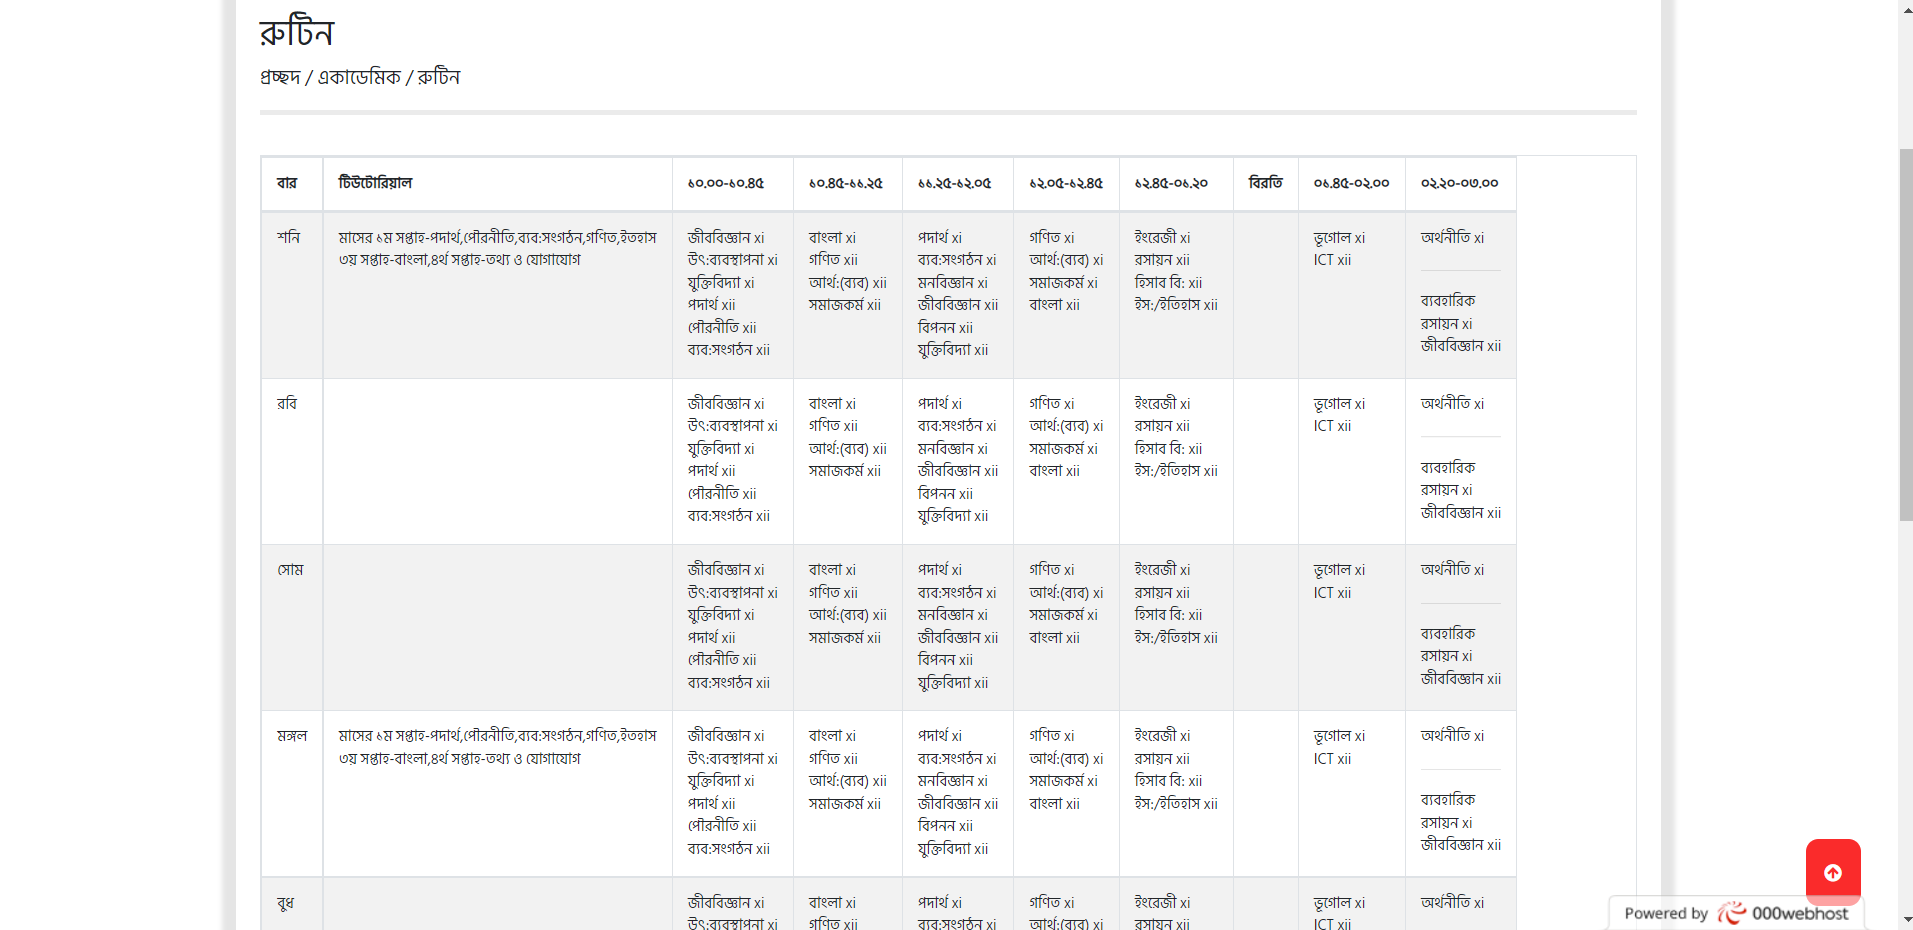 রুটিন
প্রচ্ছদ / একাডেমিক / রুটিন
বার টিউটোরিয়াল ১০.০০-১০.৪৫ ১০.৪৫-১১.২৫ ১১.২৫-১২.০৫ ১২.০৫-১২.৪৫ ১২.৪৫-০১.২০ বিরতি ০১.৪৫-০২.০০ ০২.২০-০৩.০০
শনি মাসের ১ম সপ্তাহ-পদার্থ,পৌরনীতি,ব্যব:সংগঠন,গণিত,ইতহাস জীববিজ্ঞান xi বাংলা xi পদার্থ xi গণিত xi ইংরেজী xi ভূগোল xi অর্থনীতি xi
৩য় সপ্তাহ-বাংলা,৪র্থ সপ্তাহ-তথ্য ও যোগাযোগ উৎ:ব্যবস্থাপনা xi গণিত xii ব্যব:সংগঠন xi আর্থ:(ব্যব) xi রসায়ন xii ICT xii
যুক্তিবিদ্যা xi আর্থ:(ব্যব) xii মনবিজ্ঞান xi সমাজকর্ম xi হিসাব বি: xii
পদার্থ xii সমাজকর্ম xii জীববিজ্ঞান xii বাংলা xii ইস:/ইতিহাস xii ব্যবহারিক
পৌরনীতি xii বিপনন xii রসায়ন xi
ব্যব:সংগঠন xii যুক্তিবিদ্যা xii জীববিজ্ঞান xii
রবি জীববিজ্ঞান xi বাংলা xi পদার্থ xi গণিত xi ইংরেজী xi ভূগোল xi অর্থনীতি xi
উৎ:ব্যবস্থাপনা xi গণিত xii ব্যব:সংগঠন xi আর্থ:(ব্যব) xi রসায়ন xii ICT xii
যুক্তিবিদ্যা xi আর্থ:(ব্যব) xii মনবিজ্ঞান xi সমাজকর্ম xi হিসাব বি: xii
পদার্থ xii সমাজকর্ম xii জীববিজ্ঞান xii বাংলা xii ইস:/ইতিহাস xii ব্যবহারিক
পৌরনীতি xii বিপনন xii রসায়ন xi
ব্যব:সংগঠন xii যুক্তিবিদ্যা xii জীববিজ্ঞান xii
সোম জীববিজ্ঞান xi বাংলা xi পদার্থ xi গণিত xi ইংরেজী xi ভূগোল xi অর্থনীতি xi
উৎ:ব্যবস্থাপনা xi গণিত xii ব্যব:সংগঠন xi আর্থ:(ব্যব) xi রসায়ন xii ICT xii
যুক্তিবিদ্যা xi আর্থ:(ব্যব) xii মনবিজ্ঞান xi সমাজকর্ম xi হিসাব বি: xii
পদার্থ xii সমাজকর্ম xii জীববিজ্ঞান xii বাংলা xii ইস:/ইতিহাস xii ব্যবহারিক
পৌরনীতি xii বিপনন xii রসায়ন xi
ব্যব:সংগঠন xii যুক্তিবিদ্যা xii জীববিজ্ঞান xii
মঙ্গল মাসের ১ম সপ্তাহ-পদার্থ,পৌরনীতি,ব্যব:সংগঠন,গণিত,ইতহাস জীববিজ্ঞান xi বাংলা xi পদার্থ xi গণিত xi ইংরেজী xi ভূগোল xi অর্থনীতি xi
৩য় সপ্তাহ-বাংলা,৪র্থ সপ্তাহ-তথ্য ও যোগাযোগ উৎ:ব্যবস্থাপনা xi গণিত xii ব্যব:সংগঠন xi আর্থ:(ব্যব) xi রসায়ন xii ICT xii
যুক্তিবিদ্যা xi আর্থ:(ব্যব) xii মনবিজ্ঞান xi সমাজকর্ম xi হিসাব বি: xii
পদার্থ xii সমাজকর্ম xii জীববিজ্ঞান xii বাংলা xii ইস:/ইতিহাস xii ব্যবহারিক
পৌরনীতি xii বিপনন xii রসায়ন xi
ব্যব:সংগঠন xii যুক্তিবিদ্যা xii জীববিজ্ঞান xii
বুধ জীববিজ্ঞান xi বাংলা xi পদার্থ xi গণিত xi ইংরেজী xi ভূগোল xi অর্থনীতি xi
উৎ:ব্যবস্থাপনা xi গণিত xii ব্যব:সংগঠন xi আর্থ:(ব্যব) xi রসায়ন xii ICT xii
Powered by 000webhost